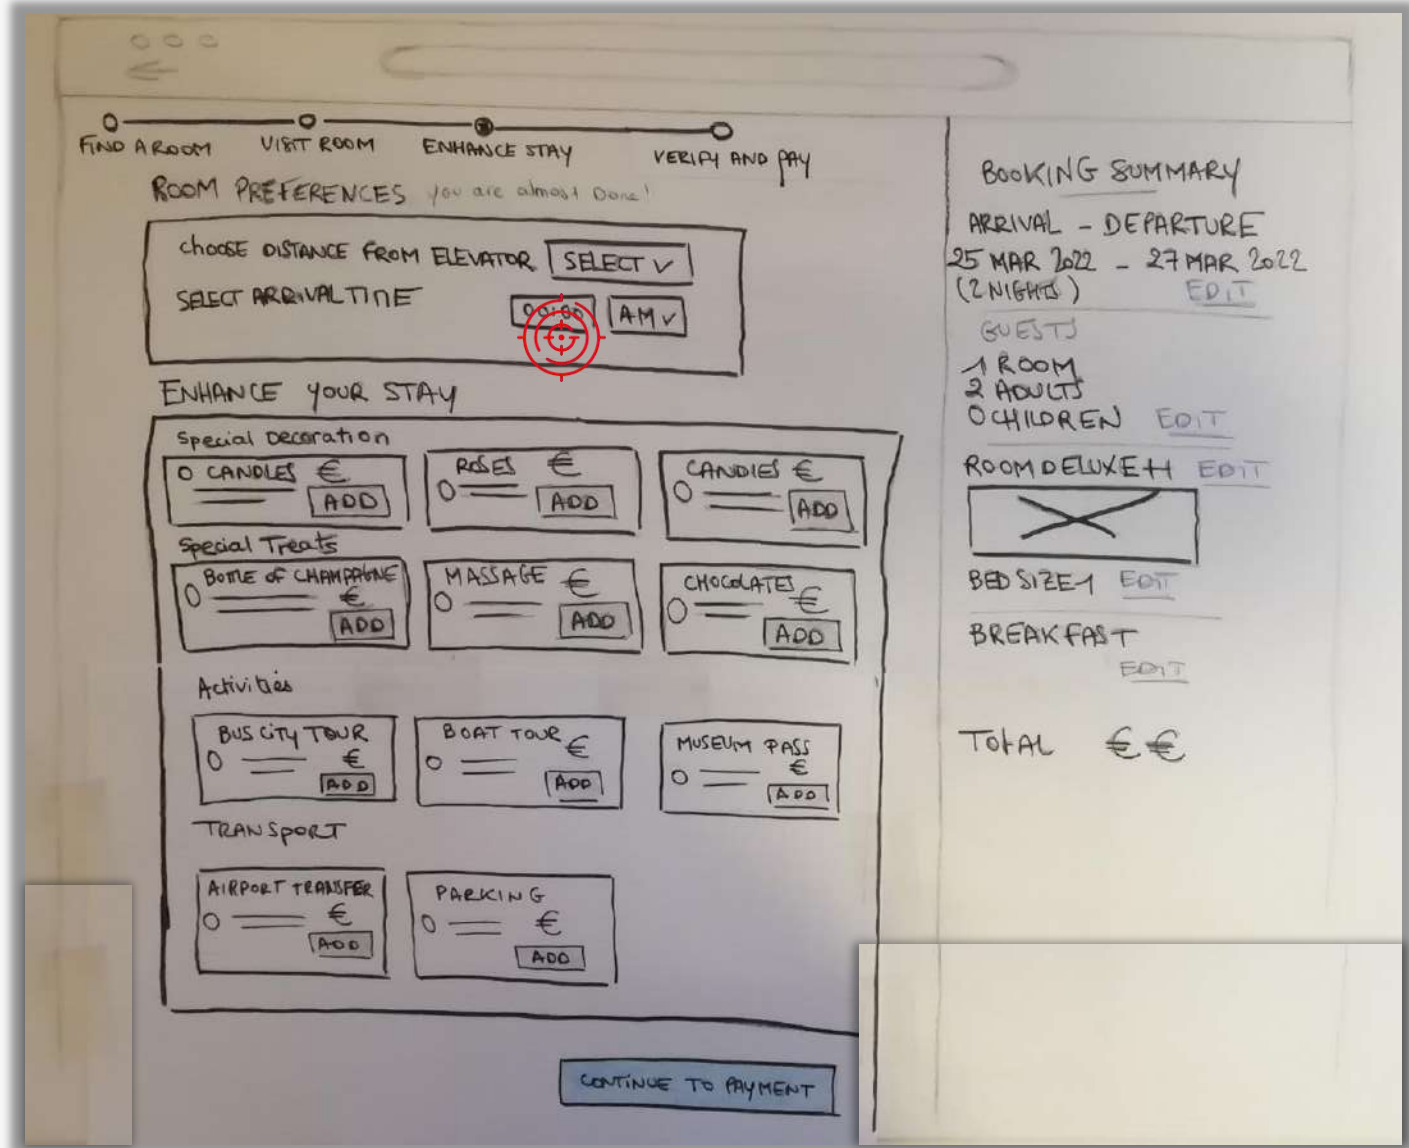 FIND A ROOM
VISIT ROOM
ENHANCE STAY
VERIFY AND PAY
ROOM PREFERENCES you are almost Done!
choose DISTANCE FROM ELEVATOR SELECT
SELECT ARRIVAL TIME 00:00 AM
ENHANCE YOUR STAY
Special Decoration
CANDLES €
ADD
ROSES €
ADD
CANDIES €
ADD
Special Treats
BOTTLE OF CHAMPAGNE
€
ADD
MASSAGE €
ADD
CHOCOLATES €
ADD
Activities
BUS CITY TOUR
€
ADD
BOAT TOUR €
ADD
MUSEUM PASS
€
ADD
TRANSPORT
AIRPORT TRANSFER
€
ADD
PARKING
€
ADD
CONTINUE TO PAYMENT
BOOKING SUMMARY
ARRIVAL - DEPARTURE
25 MAR 2022 - 27 MAR 2022
(2 NIGHTS) EDIT
GUESTS
1 ROOM
2 ADULTS
0 CHILDREN EDIT
ROOM DELUXE ++ EDIT
BED SIZE 1 EDIT
BREAKFAST
EDIT
TOTAL €€